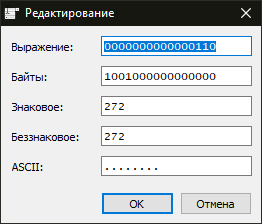 Редактирование
Выражение: 0000000000000110
Байты: 1001000000000000
Знаковое: 272
Беззнаковое: 272
ASCII: ........
OK Отмена